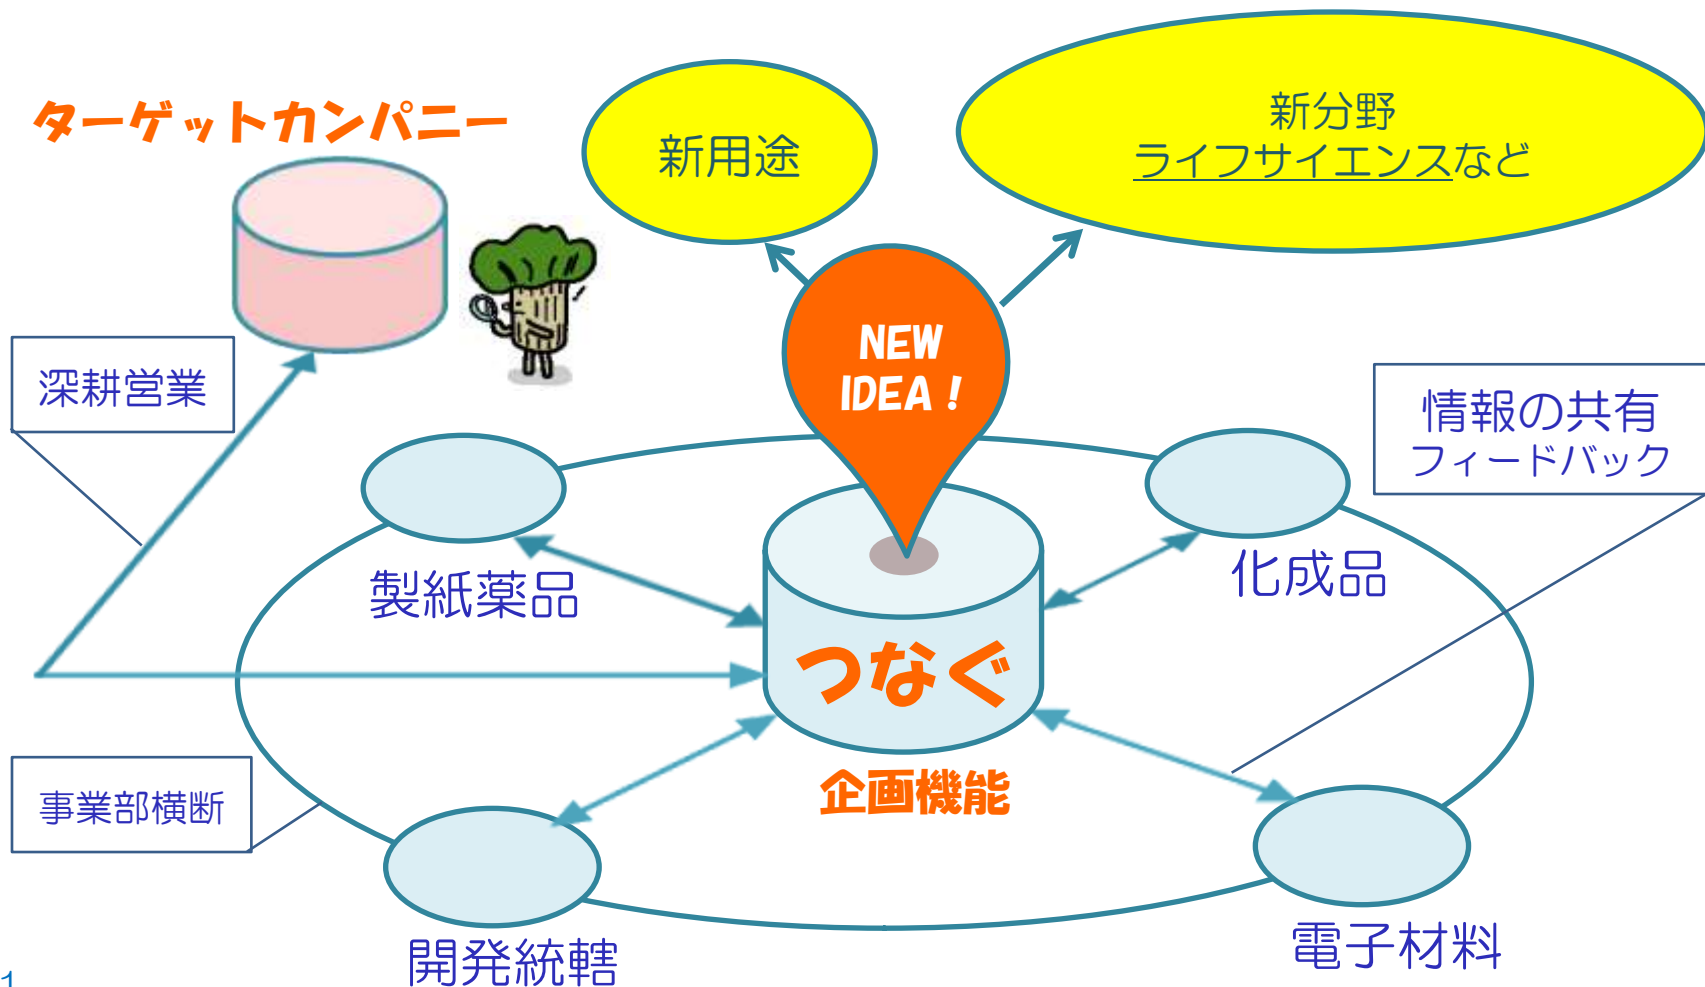 ターゲットカンパニー
新用途
新分野
ライフサイエンスなど
NEW
IDEA!
深耕営業
情報の共有
フィードバック
製紙薬品
化成品
つなぐ
企画機能
事業部横断
開発統轄
電子材料
1